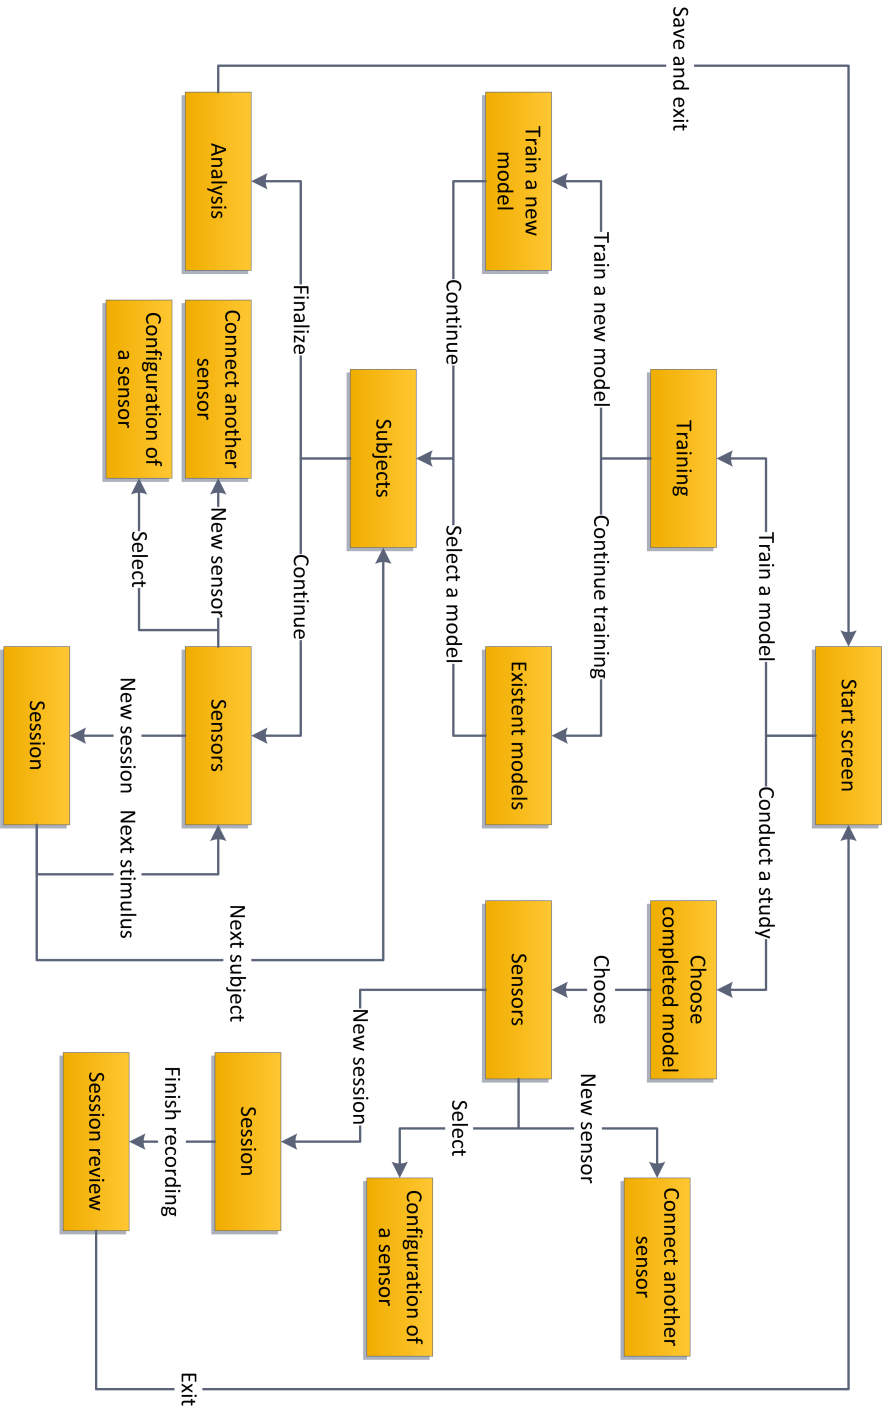 Start screen
Train a model
Conduct a study
Training
Choose
completed model
Train a new model
Continue training
Choose
Train a new
model
Existent models
Sensors
New sensor
Connect another
sensor
Select
Configuration of
a sensor
Continue
Select a model
Subjects
New session
Finalize
Continue
Session
Analysis
Sensors
New sensor
Connect another
sensor
Select
Configuration of
a sensor
Finish recording
Session review
New session
Next stimulus
Session
Next subject
Save and exit
Exit